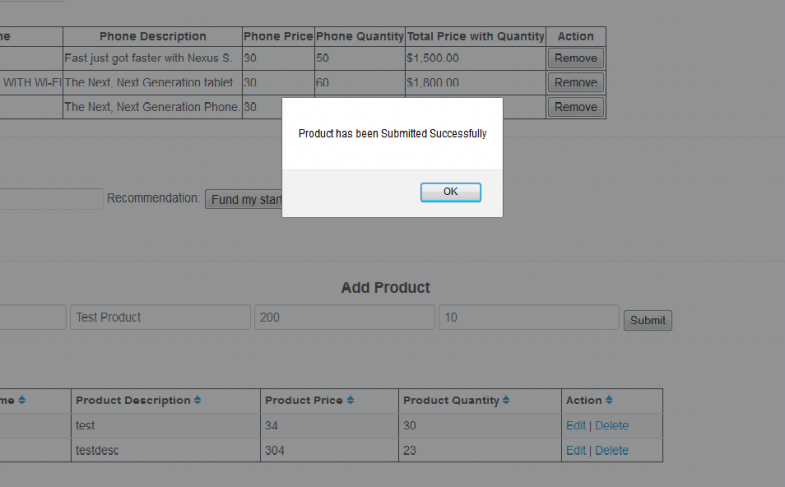 ne Phone Description Phone Price Phone Quantity Total Price with Quantity Action
Fast just got faster with Nexus S. 30 50 $1,500.00 Remove
WITH WI-FI The Next, Next Generation tablet. 30 60 $1,800.00 Remove
The Next, Next Generation Phone. 30 Remove
Product has been Submitted Successfully
OK
Recommendation: Fund my start
Add Product
Test Product 200 10 Submit
me Product Description Product Price Product Quantity Action
test 34 30 Edit | Delete
testdesc 304 23 Edit | Delete